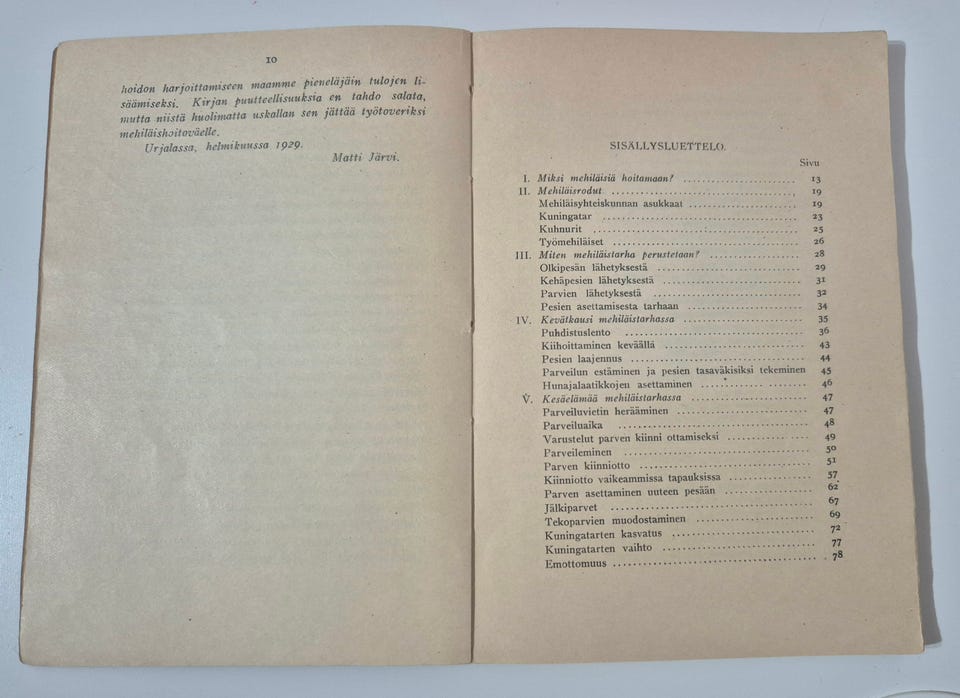 10
hoidon harjoittamiseen maamme pieneläjäin tulojen li-
säämiseksi. Kirjan puutteellisuuksia en tahdo salata,
mutta niistä huolimatta uskallan sen jättää työtoveriksi
mehiläishoitoväelle.
Urjalassa, helmikuussa 1929.
Matti Järvi.
SISÄLLYSLUETTELO.
Sivu
I. Miksi mehiläisiä hoitamaan? .................... 13
II. Mehiläisrodut .................... 19
Mehiläisyhteiskunnan asukkaat .................... 19
Kuningatar .................... 23
Kuhnurit .................... 25
Työmehiläiset .................... 26
III. Miten mehiläistarha perustetaan? .................... 28
Olkipesän lähetyksestä .................... 29
Kehäpesien lähetyksestä .................... 31
Parvien lähetyksestä .................... 32
Pesien asettamisesta tarhaan .................... 34
IV. Kevätkausi mehiläistarhassa .................... 35
Puhdistuslento .................... 36
Kiihoittaminen keväällä .................... 43
Pesien laajennus .................... 44
Parveilun estäminen ja pesien tasaväkisiksi tekeminen 45
Hunajalaatikkojen asettaminen .................... 46
V. Kesäelämää mehiläistarhassa .................... 47
Parveiluvietin herääminen .................... 47
Parveiluaika .................... 48
Varustelut parven kiinni ottamiseksi .................... 49
Parveileminen .................... 50
Parven kiinniotto .................... 51
Kiinniotto vaikeammissa tapauksissa .................... 57
Parven asettaminen uuteen pesään .................... 62
Jälkiparvet .................... 67
Tekoparvien muodostaminen .................... 69
Kuningatarten kasvatus .................... 72
Kuningatarten vaihto .................... 77
Emottomuus .................... 78